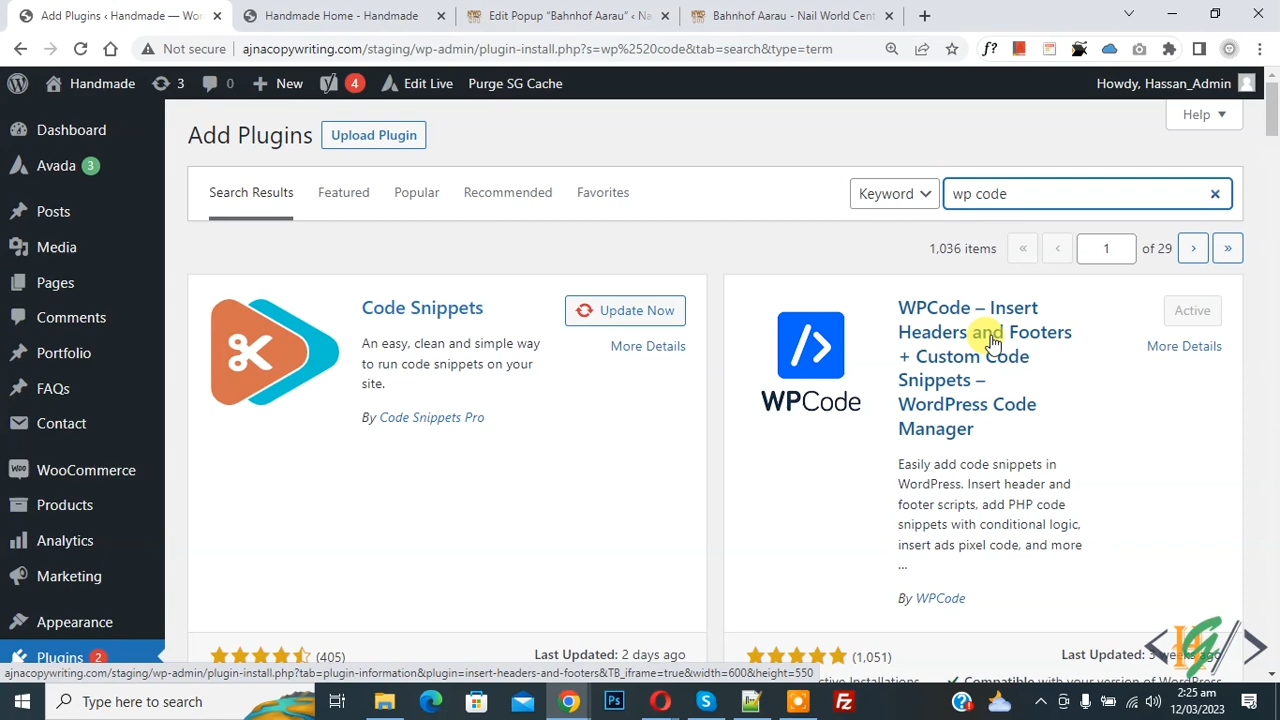 Add Plugins ‹ Handmade — Wor
Handmade Home - Handmade
Edit Popup "Bahnhof Aarau" ‹ Na
Bahnhof Aarau - Nail World Cent
Not secure
ajnacopywriting.com/staging/wp-admin/plugin-install.php?s=wp%2520code&tab=search&type=term
f?
Handmade
3
0
New
4
Edit Live
Purge SG Cache
Howdy, Hassan_Admin
Dashboard
Avada 3
Posts
Media
Pages
Comments
Portfolio
FAQs
Contact
WooCommerce
Products
Analytics
Marketing
Appearance
Plugins 2
Add Plugins
Upload Plugin
Help
Search Results
Featured
Popular
Recommended
Favorites
Keyword
wp code
1,036 items
«
‹
1
of 29
›
»
Code Snippets
Update Now
More Details
An easy, clean and simple way
to run code snippets on your
site.
By Code Snippets Pro
(405)
Last Updated: 2 days ago
WPCode
WPCode – Insert
Headers and Footers
+ Custom Code
Snippets –
WordPress Code
Manager
Active
More Details
Easily add code snippets in
WordPress. Insert header and
footer scripts, add PHP code
snippets with conditional logic,
insert ads pixel code, and more
...
By WPCode
(1,051)
Last Updated:
Compatible with your version of WordPress
ajnacopywriting.com/staging/wp-admin/plugin-install.php?tab=plugin-information&plugin=insert-headers-and-footers&TB_iframe=true&width=600&height=550
Type here to search
2:25 am
12/03/2023